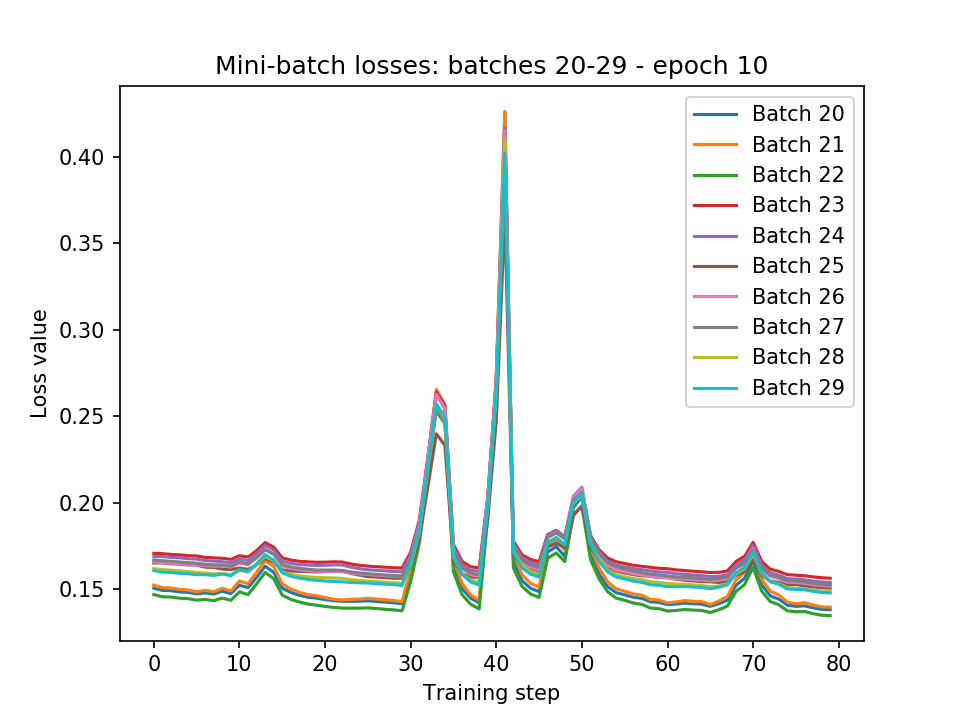 Mini-batch losses: batches 20-29 - epoch 10
Loss value
0.40
0.35
0.30
0.25
0.20
0.15
Batch 20
Batch 21
Batch 22
Batch 23
Batch 24
Batch 25
Batch 26
Batch 27
Batch 28
Batch 29
0 10 20 30 40 50 60 70 80
Training step